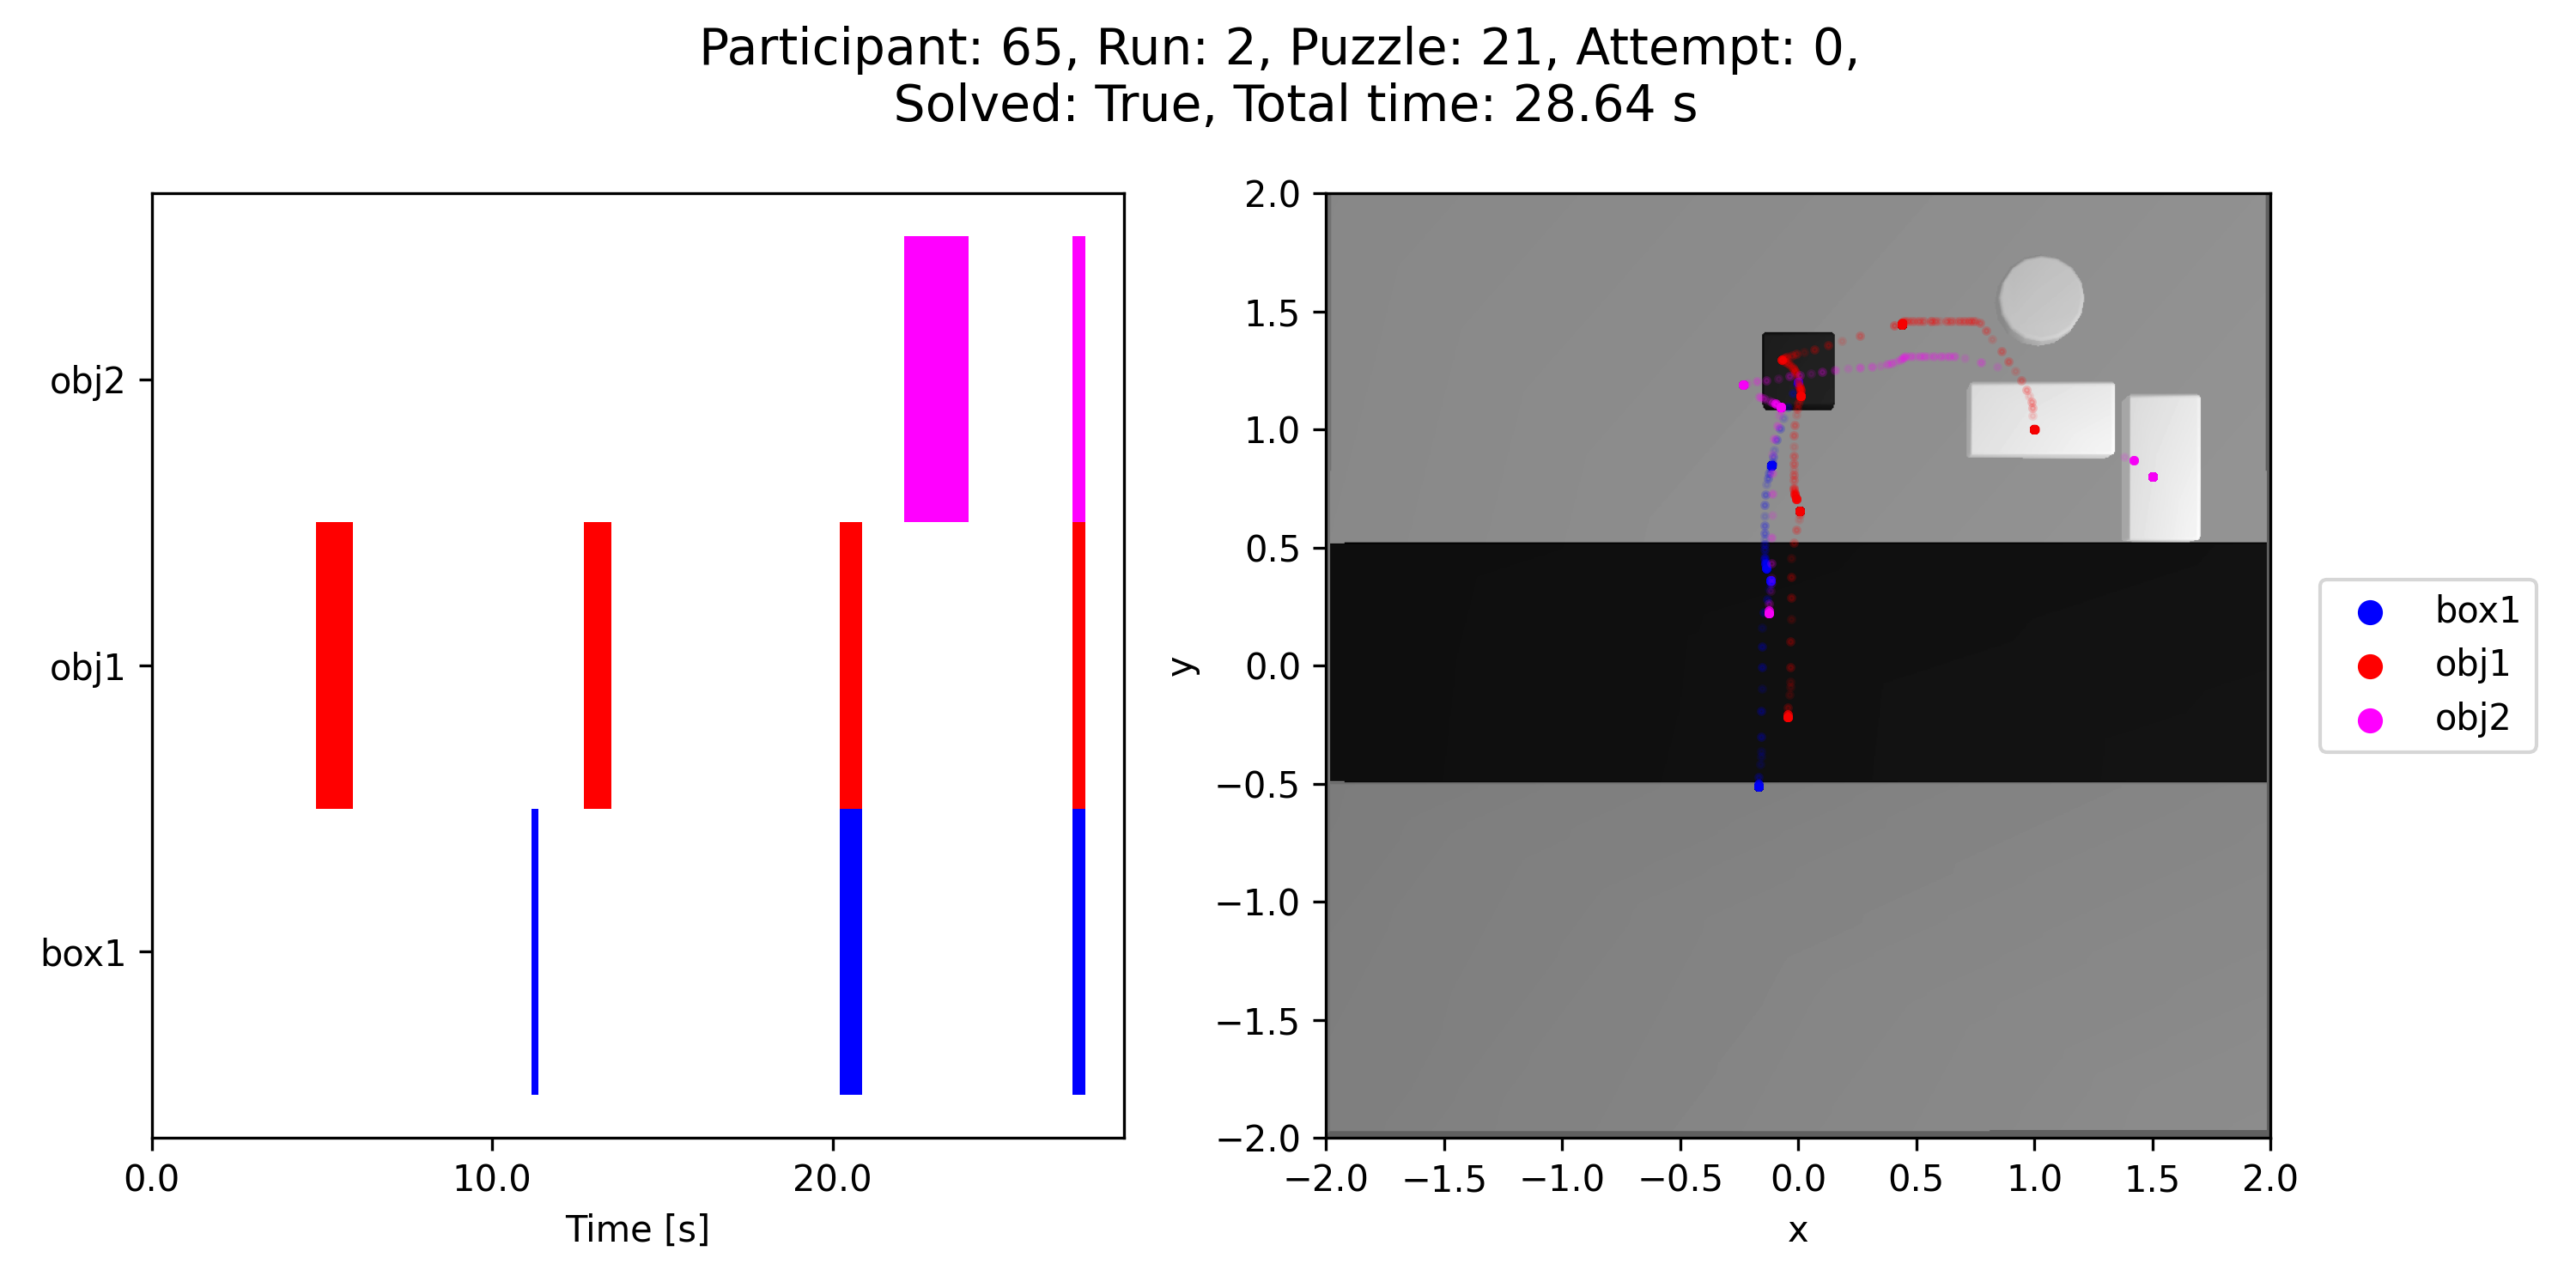 Participant: 65, Run: 2, Puzzle: 21, Attempt: 0,
Solved: True, Total time: 28.64 s
obj2
obj1
box1
0.0 10.0 20.0
Time [s]
2.0
1.5
1.0
0.5
0.0
−0.5
−1.0
−1.5
−2.0
y
−2.0 −1.5 −1.0 −0.5 0.0 0.5 1.0 1.5 2.0
x
box1
obj1
obj2